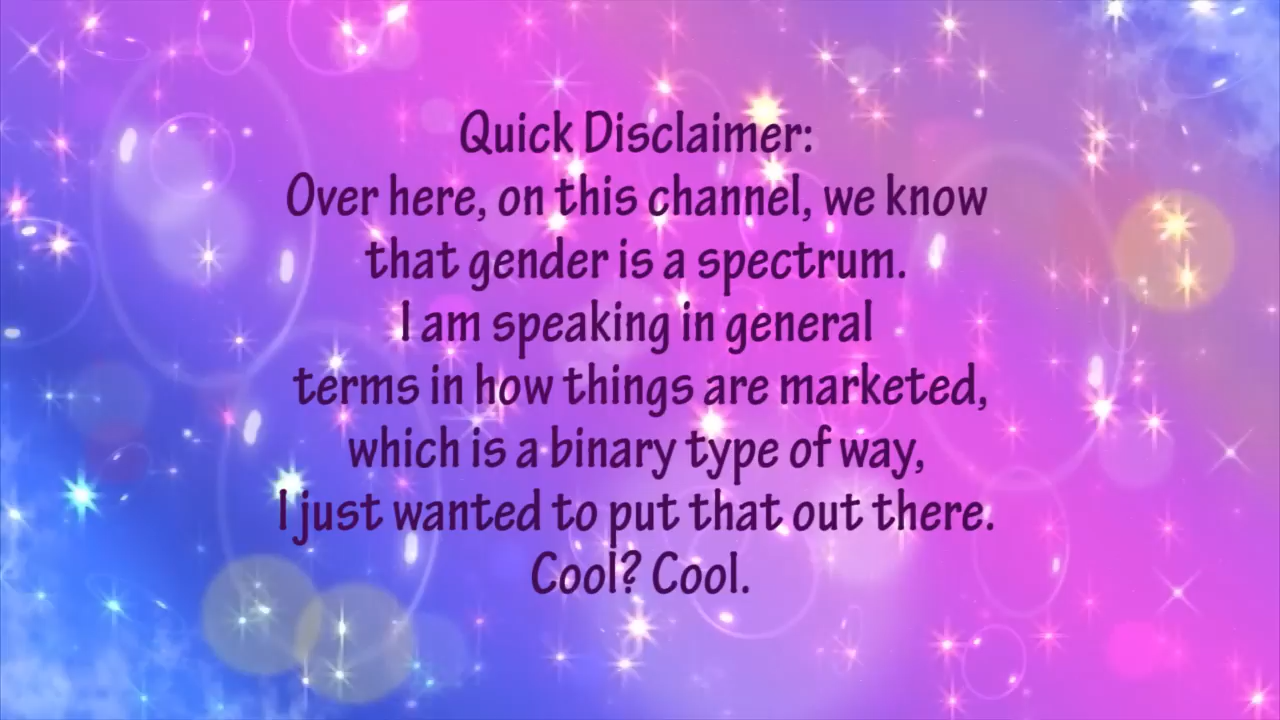 Quick Disclaimer:
Over here, on this channel, we know
that gender is a spectrum.
I am speaking in general
terms in how things are marketed,
which is a binary type of way,
I just wanted to put that out there.
Cool? Cool.